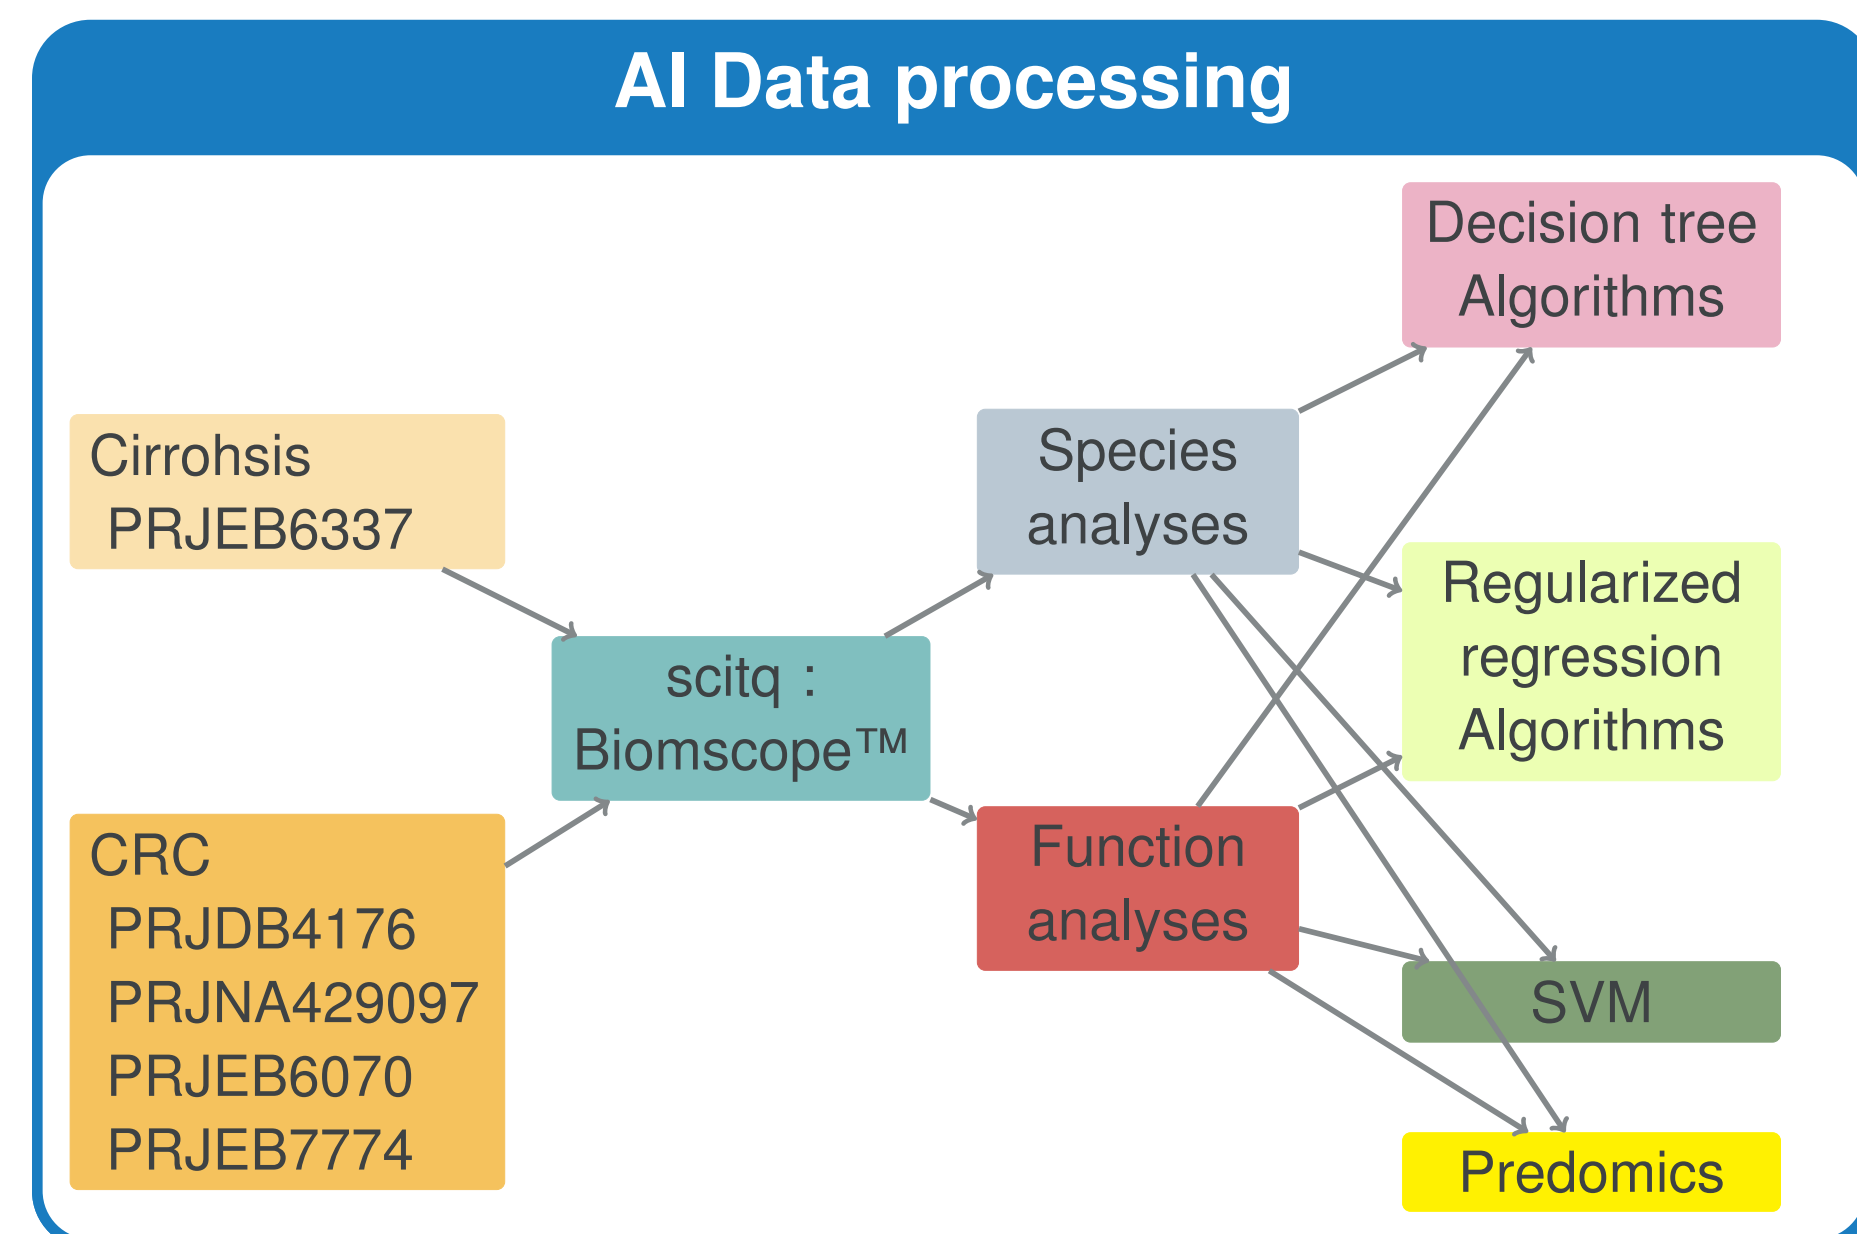 AI Data processing
Cirrohsis
PRJEB6337
CRC
PRJDB4176
PRJNA429097
PRJEB6070
PRJEB7774
scitq :
Biomscope™
Species
analyses
Function
analyses
Decision tree
Algorithms
Regularized
regression
Algorithms
SVM
Predomics